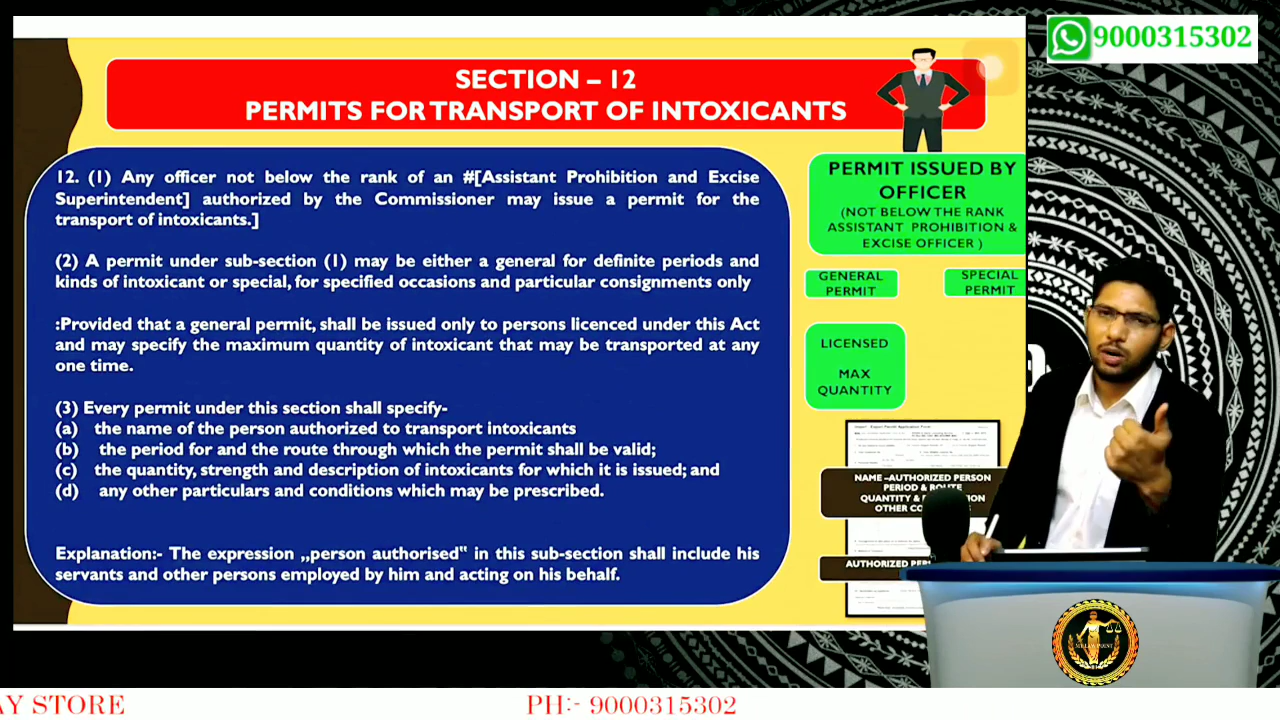 9000315302
SECTION – 12
PERMITS FOR TRANSPORT OF INTOXICANTS
12. (1) Any officer not below the rank of an #[Assistant Prohibition and Excise
Superintendent] authorized by the Commissioner may issue a permit for the
transport of intoxicants.]
(2) A permit under sub-section (1) may be either a general for definite periods and
kinds of intoxicant or special, for specified occasions and particular consignments only
:Provided that a general permit, shall be issued only to persons licenced under this Act
and may specify the maximum quantity of intoxicant that may be transported at any
one time.
(3) Every permit under this section shall specify-
(a) the name of the person authorized to transport intoxicants
(b) the period and route through which the permit shall be valid;
(c) the quantity, strength and description of intoxicants for which it is issued; and
(d) any other particulars and conditions which may be prescribed.
Explanation:- The expression „person authorised‟ in this sub-section shall include his
servants and other persons employed by him and acting on his behalf.
PERMIT ISSUED BY
OFFICER
(NOT BELOW THE RANK
ASSISTANT PROHIBITION &
EXCISE OFFICER )
GENERAL
PERMIT
SPECIAL
PERMIT
LICENSED
MAX
QUANTITY
NAME –AUTHORIZED PERSON
PERIOD & ROUTE
QUANTITY &
OTHER
AUTHORIZED
AY STORE
PH:- 9000315302